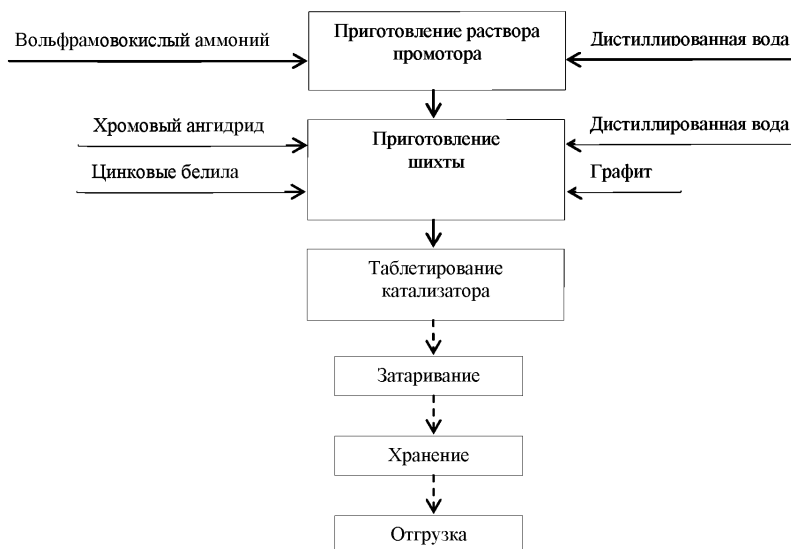 Вольфрамовокислый аммоний
Приготовление раствора
промотора
Дистиллированная вода
Хромовый ангидрид
Приготовление
шихты
Дистиллированная вода
Цинковые белила
Графит
Таблетирование
катализатора
Затаривание
Хранение
Отгрузка